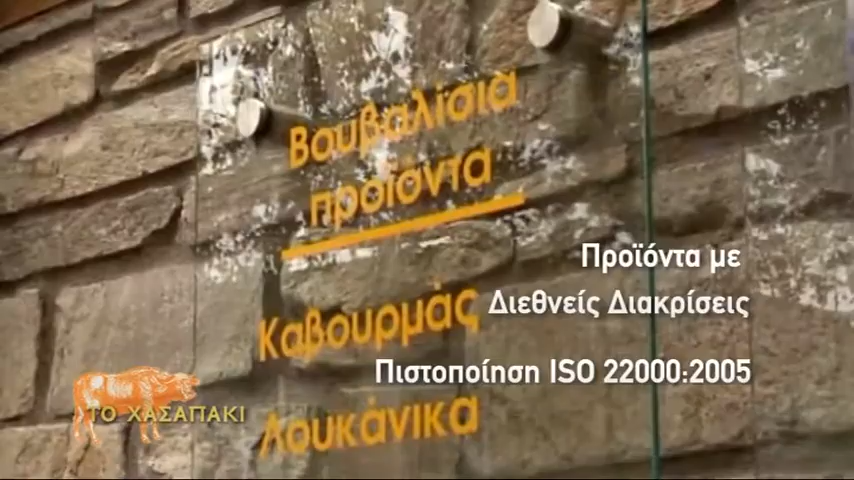 Βουβαλίσια
προϊόντα
Καβουρμάς
Λουκάνικα
Προϊόντα με
Διεθνείς Διακρίσεις
Πιστοποίηση ISO 22000:2005
ΤΟ ΧΑΣΑΠΑΚΙ